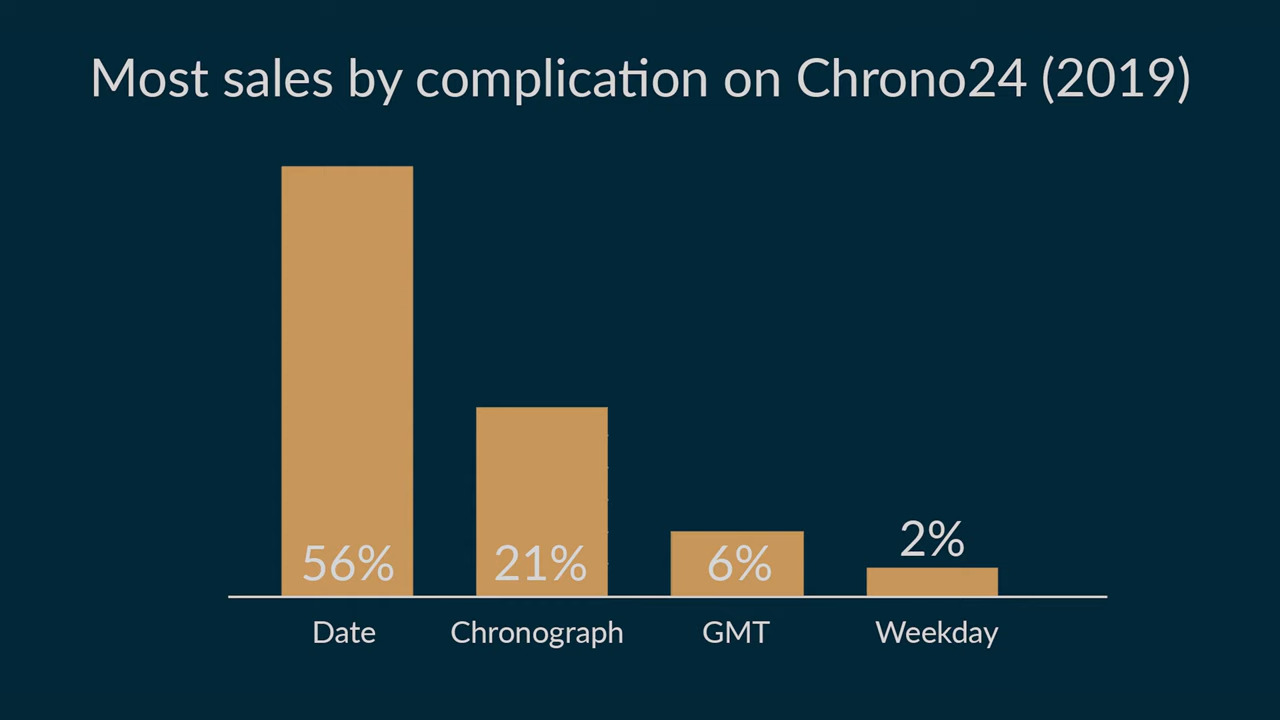 Most sales by complication on Chrono24 (2019)
56%
21%
6%
2%
Date
Chronograph
GMT
Weekday